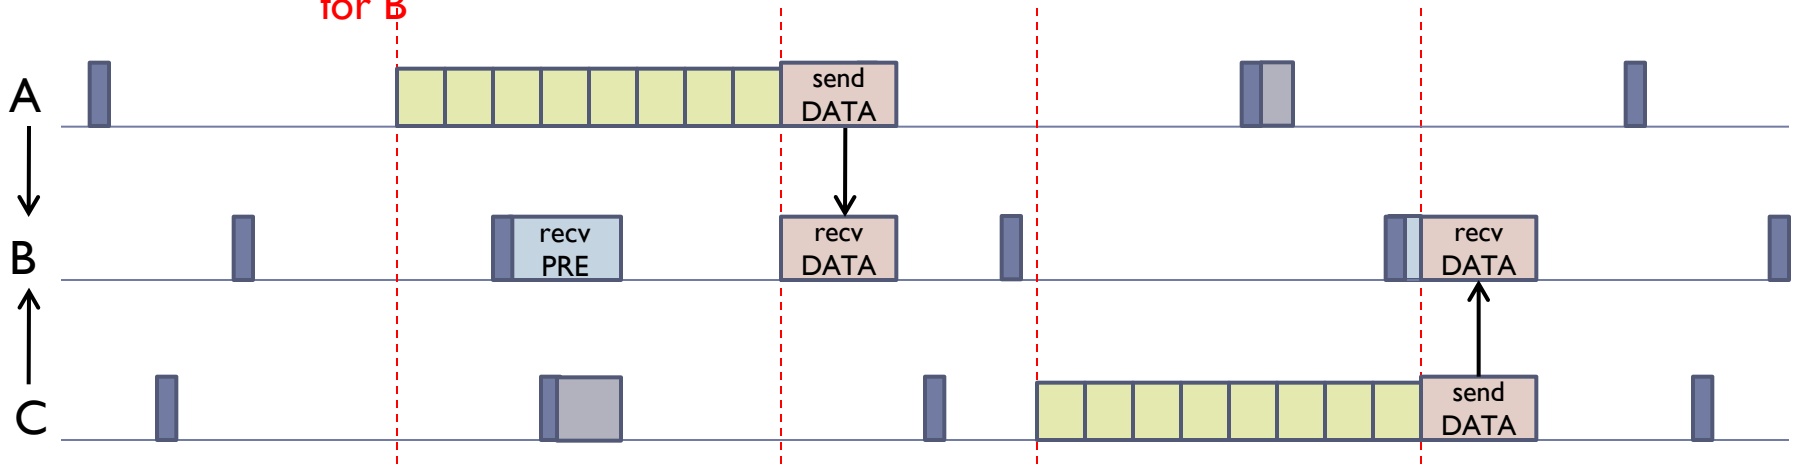 for B
A
send
DATA
B
recv
PRE
recv
DATA
recv
DATA
C
send
DATA